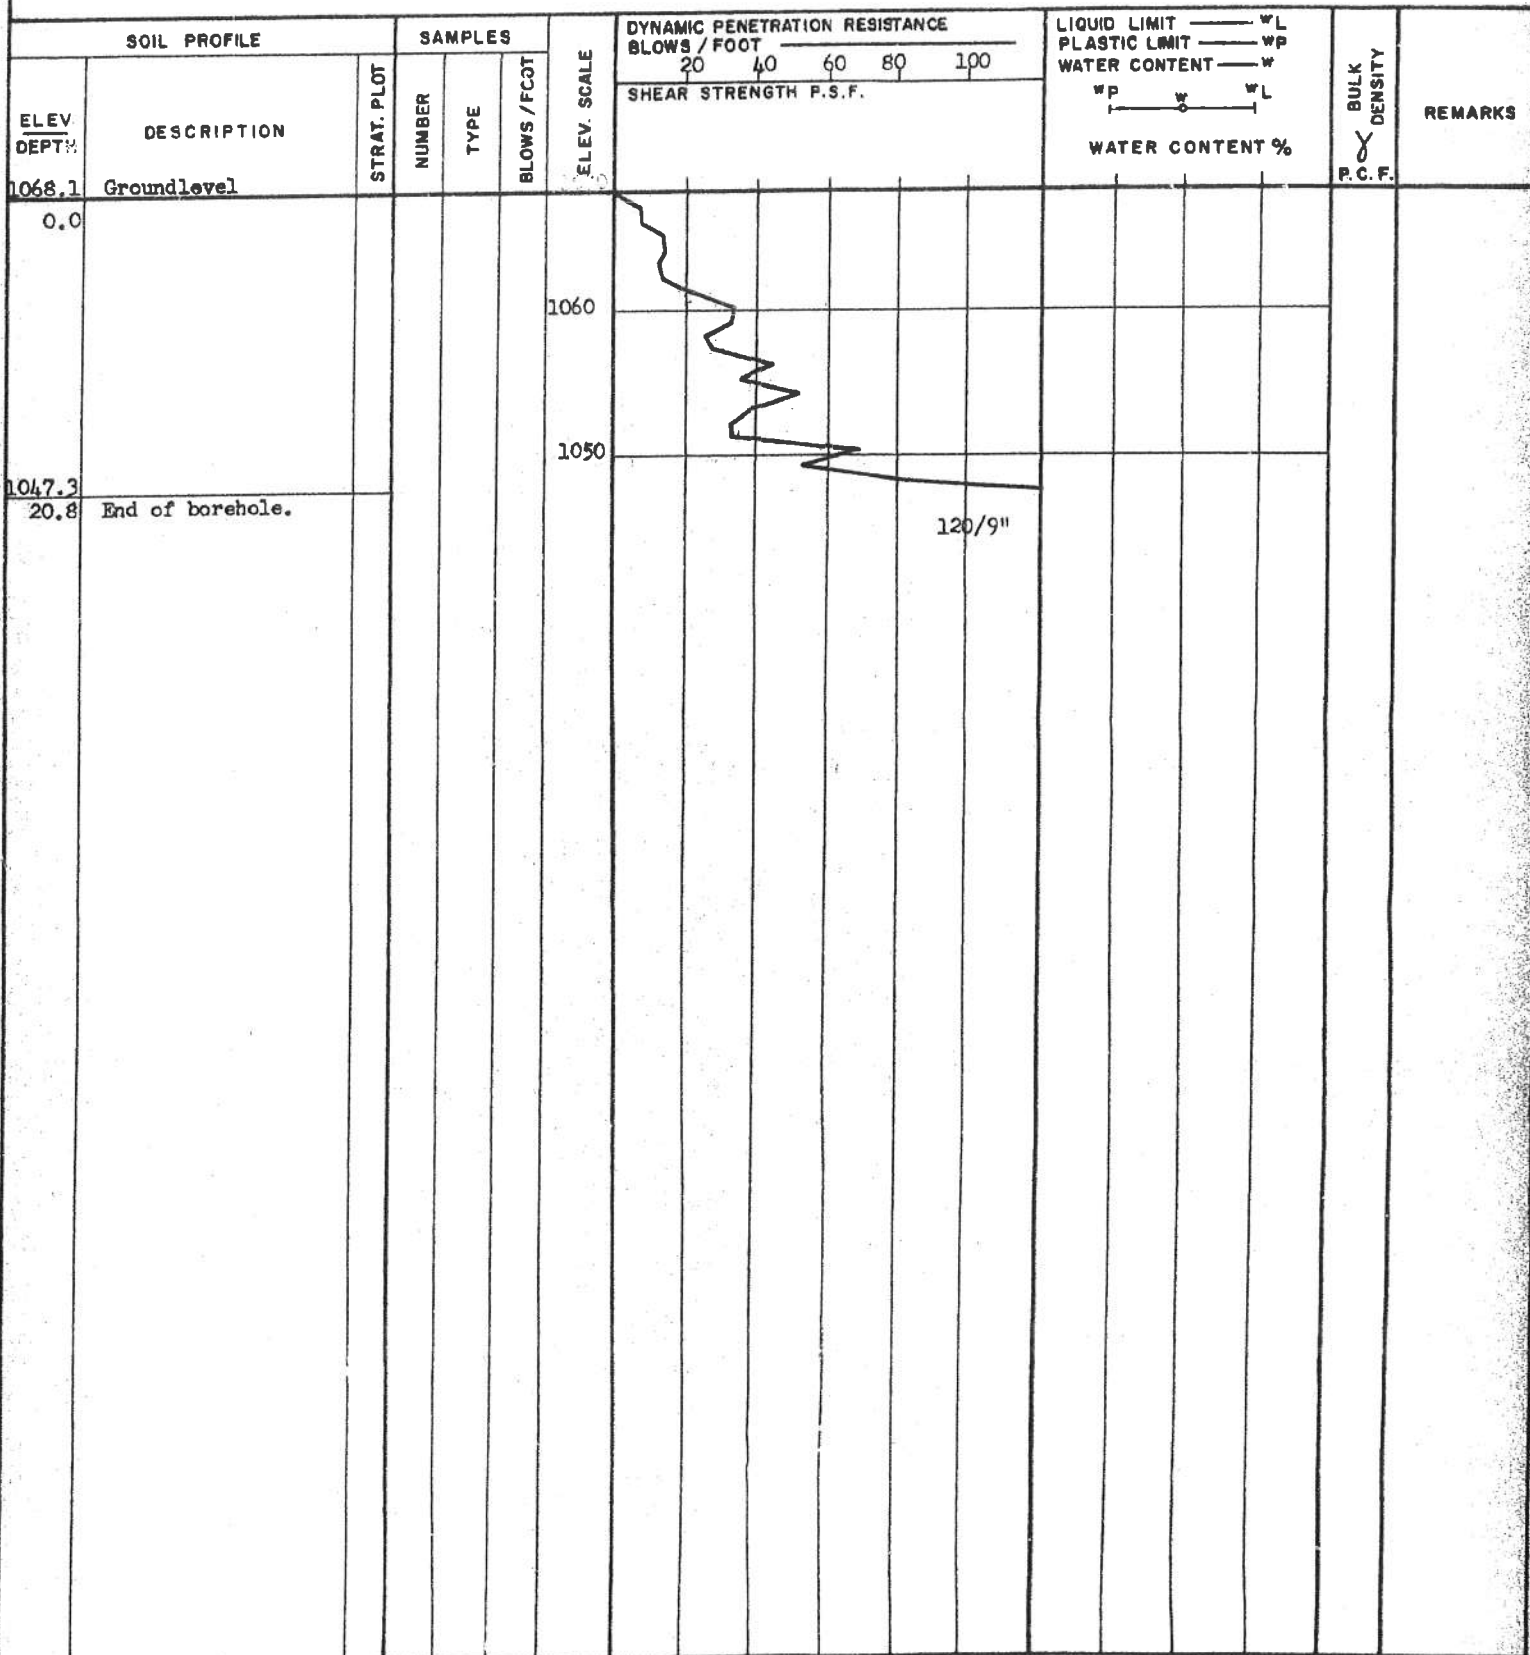 SOIL PROFILE
SAMPLES
ELEV. SCALE
DYNAMIC PENETRATION RESISTANCE
BLOWS / FOOT
20 40 60 80 100
SHEAR STRENGTH P.S.F.
LIQUID LIMIT WL
PLASTIC LIMIT WP
WATER CONTENT W
WP W WL
WATER CONTENT %
BULK DENSITY
γ
P.C.F.
REMARKS
ELEV.
DEPTH
DESCRIPTION
STRAT. PLOT
NUMBER
TYPE
BLOWS / FOOT
1068.1 Groundlevel
0.0
1060
1050
1047.3
20.8 End of borehole.
120/9"